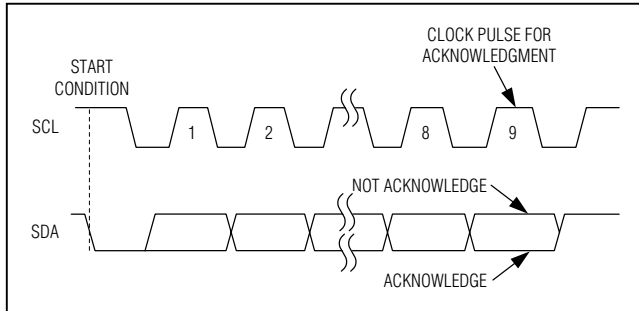 CLOCK PULSE FOR
ACKNOWLEDGMENT
START
CONDITION
SCL
1
2
8
9
NOT ACKNOWLEDGE
SDA
ACKNOWLEDGE